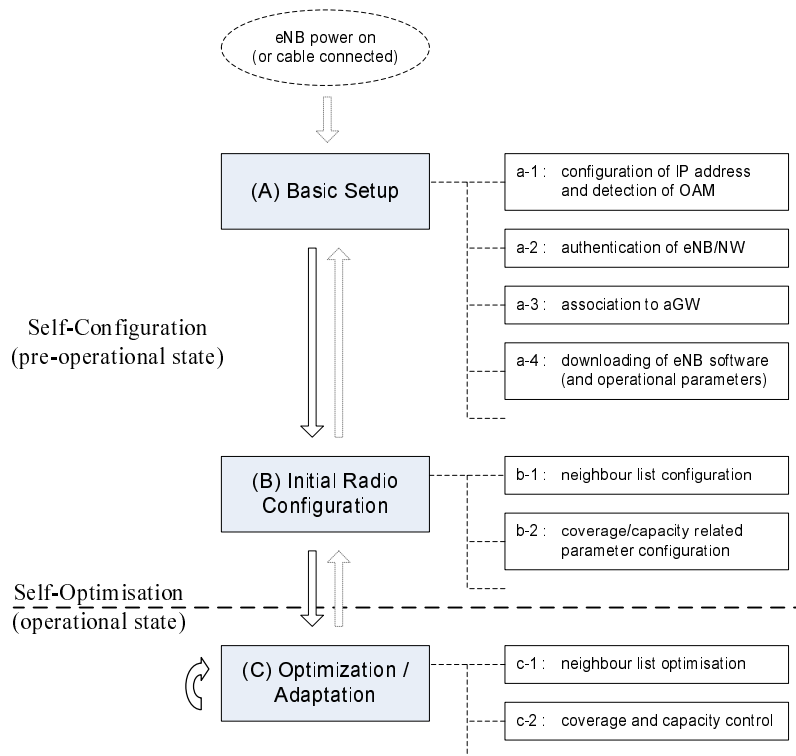 eNB power on
(or cable connected)
(A) Basic Setup
a-1 : configuration of IP address
and detection of OAM
a-2 : authentication of eNB/NW
a-3 : association to aGW
a-4 : downloading of eNB software
(and operational parameters)
Self-Configuration
(pre-operational state)
(B) Initial Radio
Configuration
b-1 : neighbour list configuration
b-2 : coverage/capacity related
parameter configuration
Self-Optimisation
(operational state)
(C) Optimization /
Adaptation
c-1 : neighbour list optimisation
c-2 : coverage and capacity control